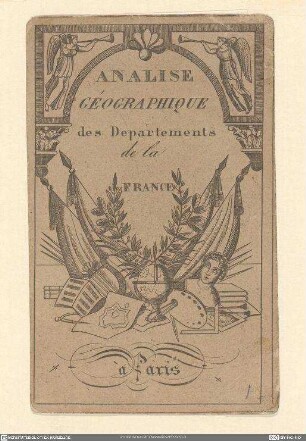 ANALISE
GÉOGRAPHIQUE
des Departements
de la
FRANCE
à Paris